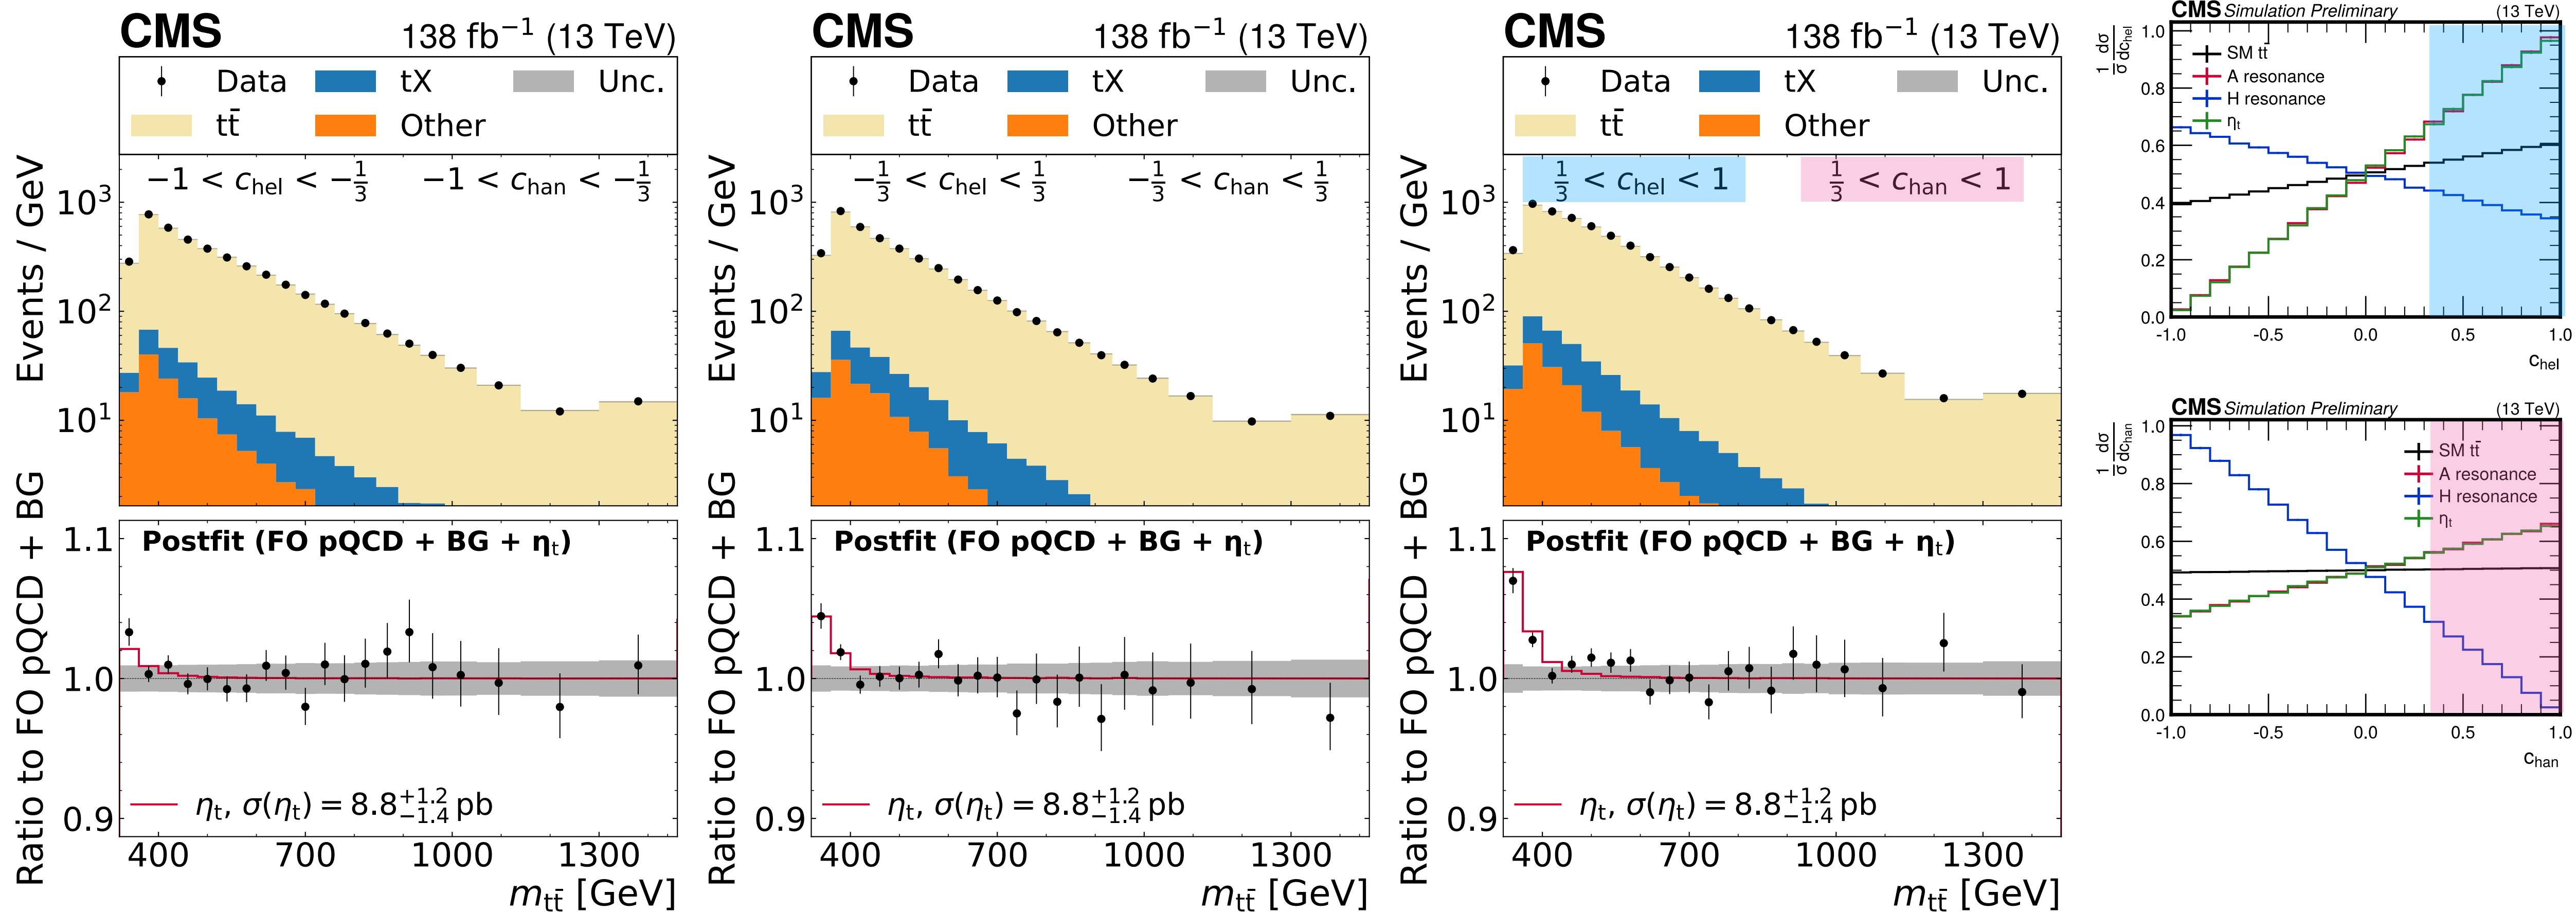 CMS 138 fb⁻¹ (13 TeV)
Data tX Unc.
tt̄ Other
−1 < c_hel < −1/3 −1 < c_han < −1/3
Events / GeV
10³
10²
10¹
Ratio to FO pQCD + BG
Postfit (FO pQCD + BG + η_t)
1.1
1.0
0.9
η_t, σ(η_t) = 8.8 +1.2 −1.4 pb
400 700 1000 1300
m_tt̄ [GeV]
CMS 138 fb⁻¹ (13 TeV)
Data tX Unc.
tt̄ Other
−1/3 < c_hel < 1/3 −1/3 < c_han < 1/3
Events / GeV
10³
10²
10¹
Ratio to FO pQCD + BG
Postfit (FO pQCD + BG + η_t)
1.1
1.0
0.9
η_t, σ(η_t) = 8.8 +1.2 −1.4 pb
400 700 1000 1300
m_tt̄ [GeV]
CMS 138 fb⁻¹ (13 TeV)
Data tX Unc.
tt̄ Other
1/3 < c_hel < 1 1/3 < c_han < 1
Events / GeV
10³
10²
10¹
Ratio to FO pQCD + BG
Postfit (FO pQCD + BG + η_t)
1.1
1.0
0.9
η_t, σ(η_t) = 8.8 +1.2 −1.4 pb
400 700 1000 1300
m_tt̄ [GeV]
CMS Simulation Preliminary (13 TeV)
1/σ dσ/dc_hel
SM tt̄
A resonance
H resonance
η_t
1.0
0.8
0.6
0.4
0.2
0.0
-1.0 -0.5 0.0 0.5 1.0
c_hel
CMS Simulation Preliminary (13 TeV)
1/σ dσ/dc_han
SM tt̄
A resonance
H resonance
η_t
1.0
0.8
0.6
0.4
0.2
0.0
-1.0 -0.5 0.0 0.5 1.0
c_han